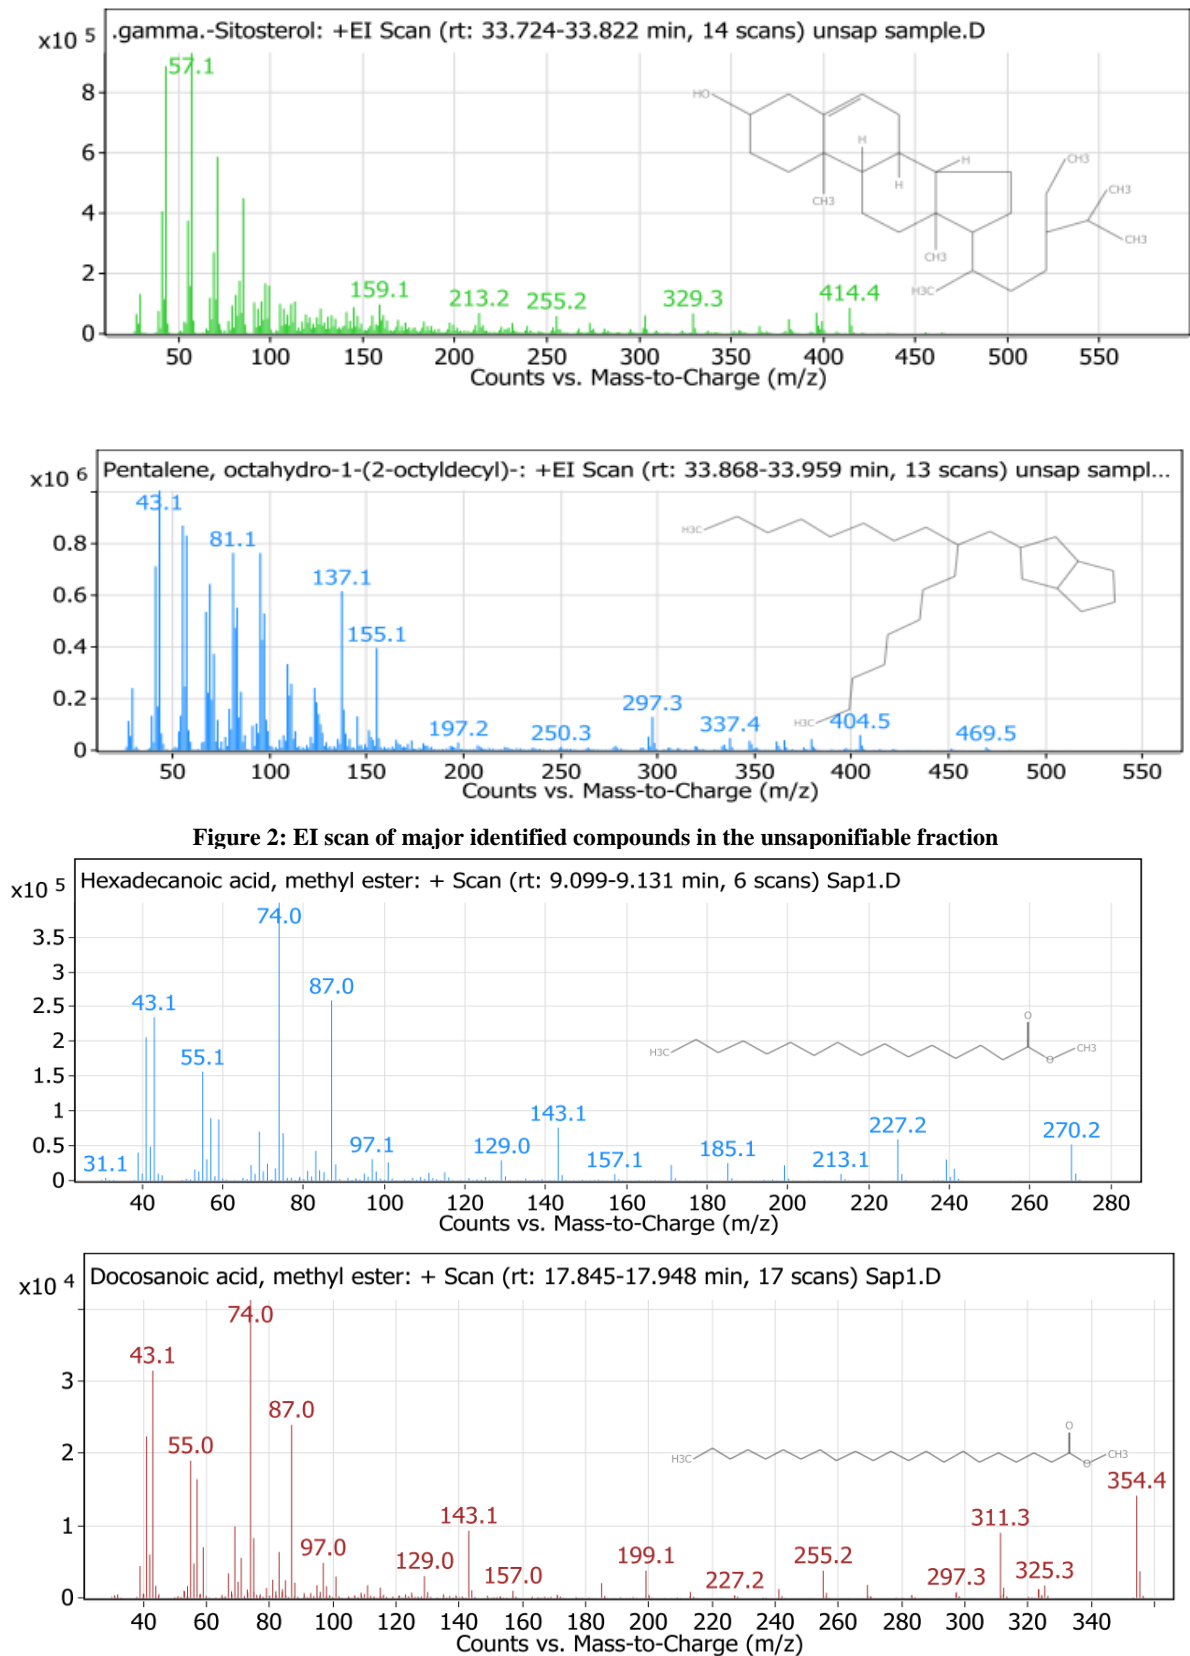 .gamma.-Sitosterol: +EI Scan (rt: 33.724-33.822 min, 14 scans) unsap sample.D
x10 5
57.1
8
6
4
2
0
159.1
213.2
255.2
329.3
414.4
HO
H
H
H
CH3
CH3
CH3
CH3
CH3
H3C
50 100 150 200 250 300 350 400 450 500 550
Counts vs. Mass-to-Charge (m/z)
Pentalene, octahydro-1-(2-octyldecyl)-: +EI Scan (rt: 33.868-33.959 min, 13 scans) unsap sampl...
x10 6
43.1
0.8
0.6
0.4
0.2
0
81.1
137.1
155.1
197.2
250.3
297.3
337.4
404.5
469.5
H3C
H3C
50 100 150 200 250 300 350 400 450 500 550
Counts vs. Mass-to-Charge (m/z)
Figure 2: EI scan of major identified compounds in the unsaponifiable fraction
Hexadecanoic acid, methyl ester: + Scan (rt: 9.099-9.131 min, 6 scans) Sap1.D
x10 5
74.0
3.5
3
2.5
2
1.5
1
0.5
0
87.0
43.1
55.1
31.1
97.1
129.0
143.1
157.1
185.1
213.1
227.2
270.2
H3C
O
O
CH3
40 60 80 100 120 140 160 180 200 220 240 260 280
Counts vs. Mass-to-Charge (m/z)
Docosanoic acid, methyl ester: + Scan (rt: 17.845-17.948 min, 17 scans) Sap1.D
x10 4
74.0
3
2
1
0
43.1
87.0
55.0
97.0
129.0
143.1
157.0
199.1
227.2
255.2
297.3
311.3
325.3
354.4
H3C
O
O
CH3
40 60 80 100 120 140 160 180 200 220 240 260 280 300 320 340
Counts vs. Mass-to-Charge (m/z)